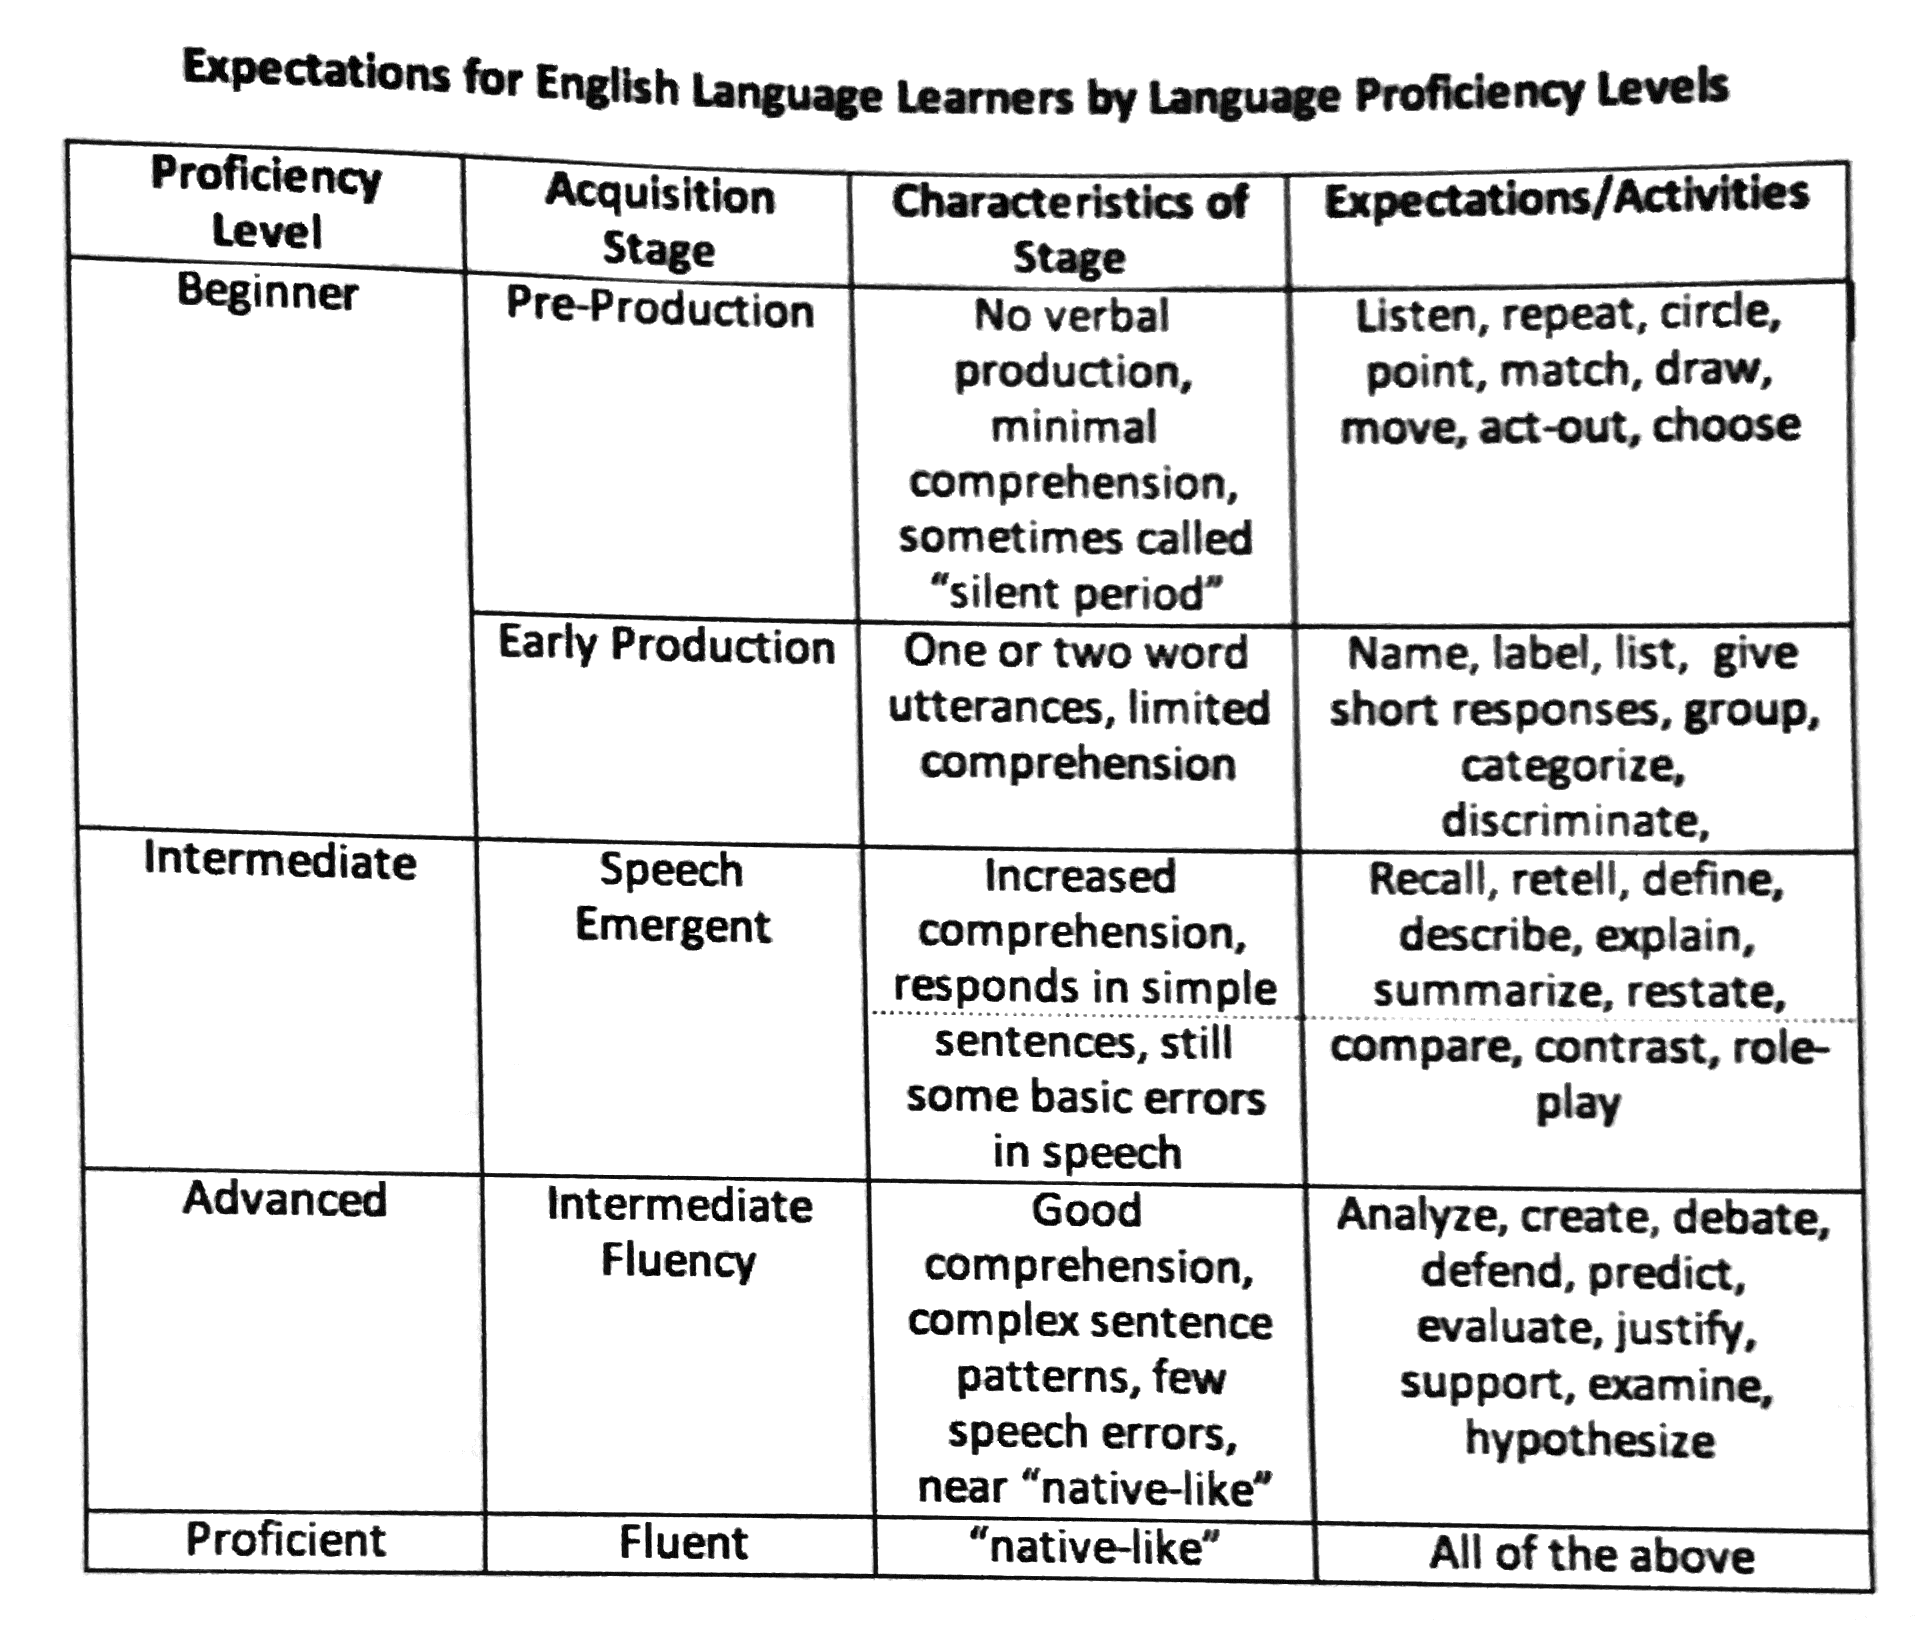 Expectations for English Language Learners by Language Proficiency Levels
Proficiency
Level
Acquisition
Stage
Characteristics of
Stage
Expectations/Activities
Beginner
Pre-Production
No verbal
production,
minimal
comprehension,
sometimes called
“silent period”
Listen, repeat, circle,
point, match, draw,
move, act-out, choose
Early Production
One or two word
utterances, limited
comprehension
Name, label, list, give
short responses, group,
categorize,
discriminate,
Intermediate
Speech
Emergent
Increased
comprehension,
responds in simple
sentences, still
some basic errors
in speech
Recall, retell, define,
describe, explain,
summarize, restate,
compare, contrast, role-
play
Advanced
Intermediate
Fluency
Good
comprehension,
complex sentence
patterns, few
speech errors,
near “native-like”
Analyze, create, debate,
defend, predict,
evaluate, justify,
support, examine,
hypothesize
Proficient
Fluent
“native-like”
All of the above